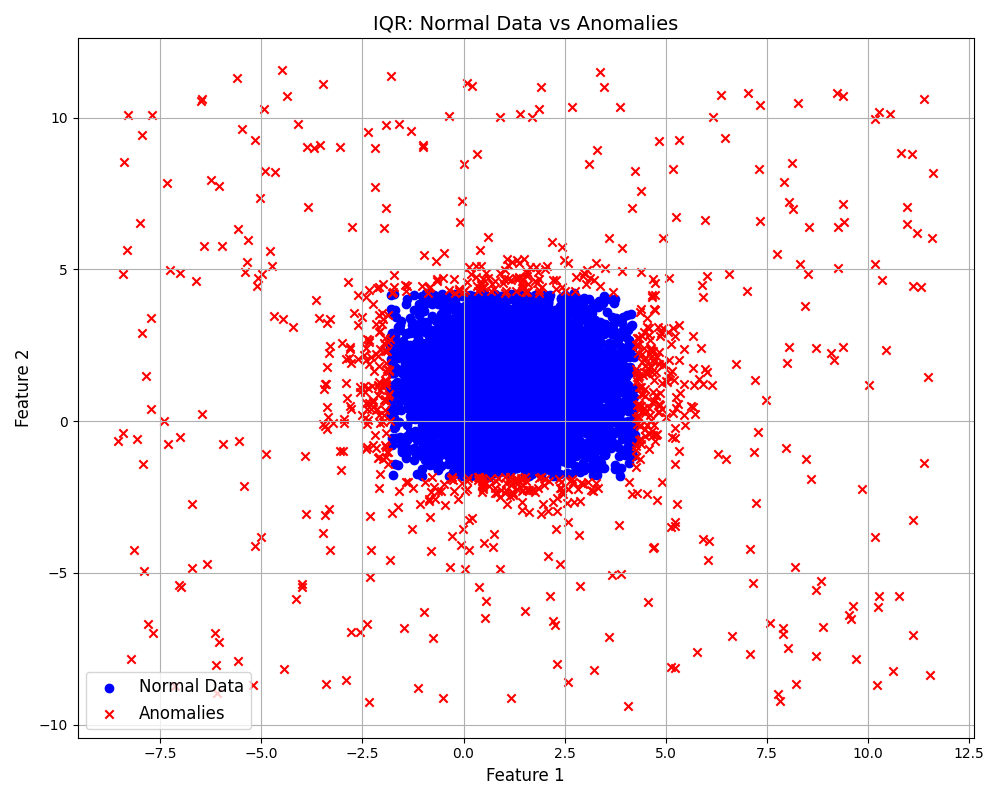 IQR: Normal Data vs Anomalies
10
5
0
−5
−10
Feature 2
Normal Data
Anomalies
−7.5 −5.0 −2.5 0.0 2.5 5.0 7.5 10.0 12.5
Feature 1